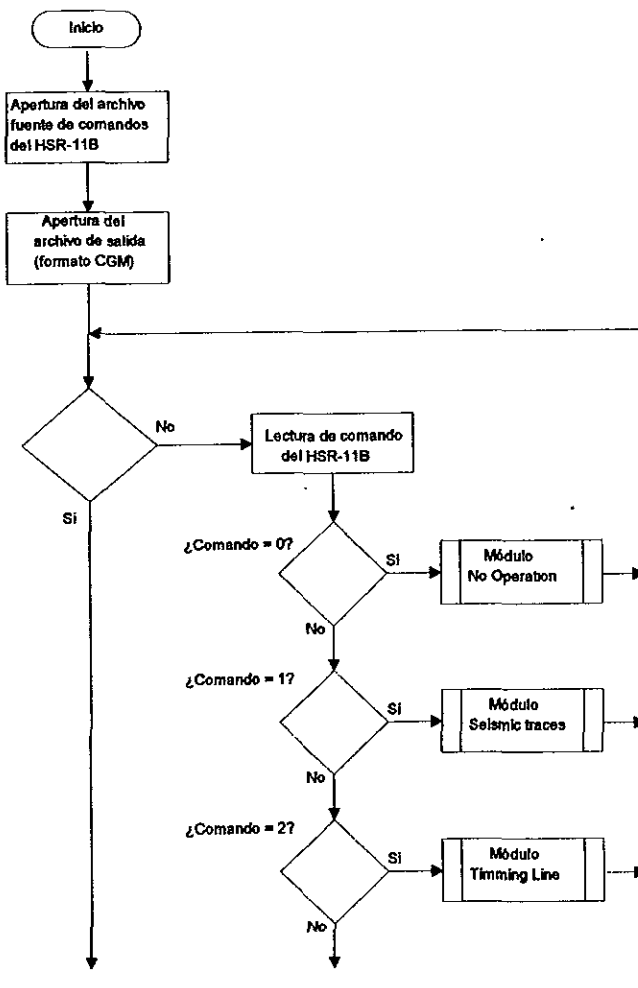 Inicio
Apertura del archivo
fuente de comandos
del HSR-11B
Apertura del
archivo de salida
(formato CGM)
No
Si
Lectura de comando
del HSR-11B
¿Comando = 0?
Si
Módulo
No Operation
No
¿Comando = 1?
Si
Módulo
Seismic traces
No
¿Comando = 2?
Si
Módulo
Timming Line
No